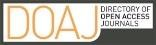 DOAJ
DIRECTORY OF
OPEN ACCESS
JOURNALS